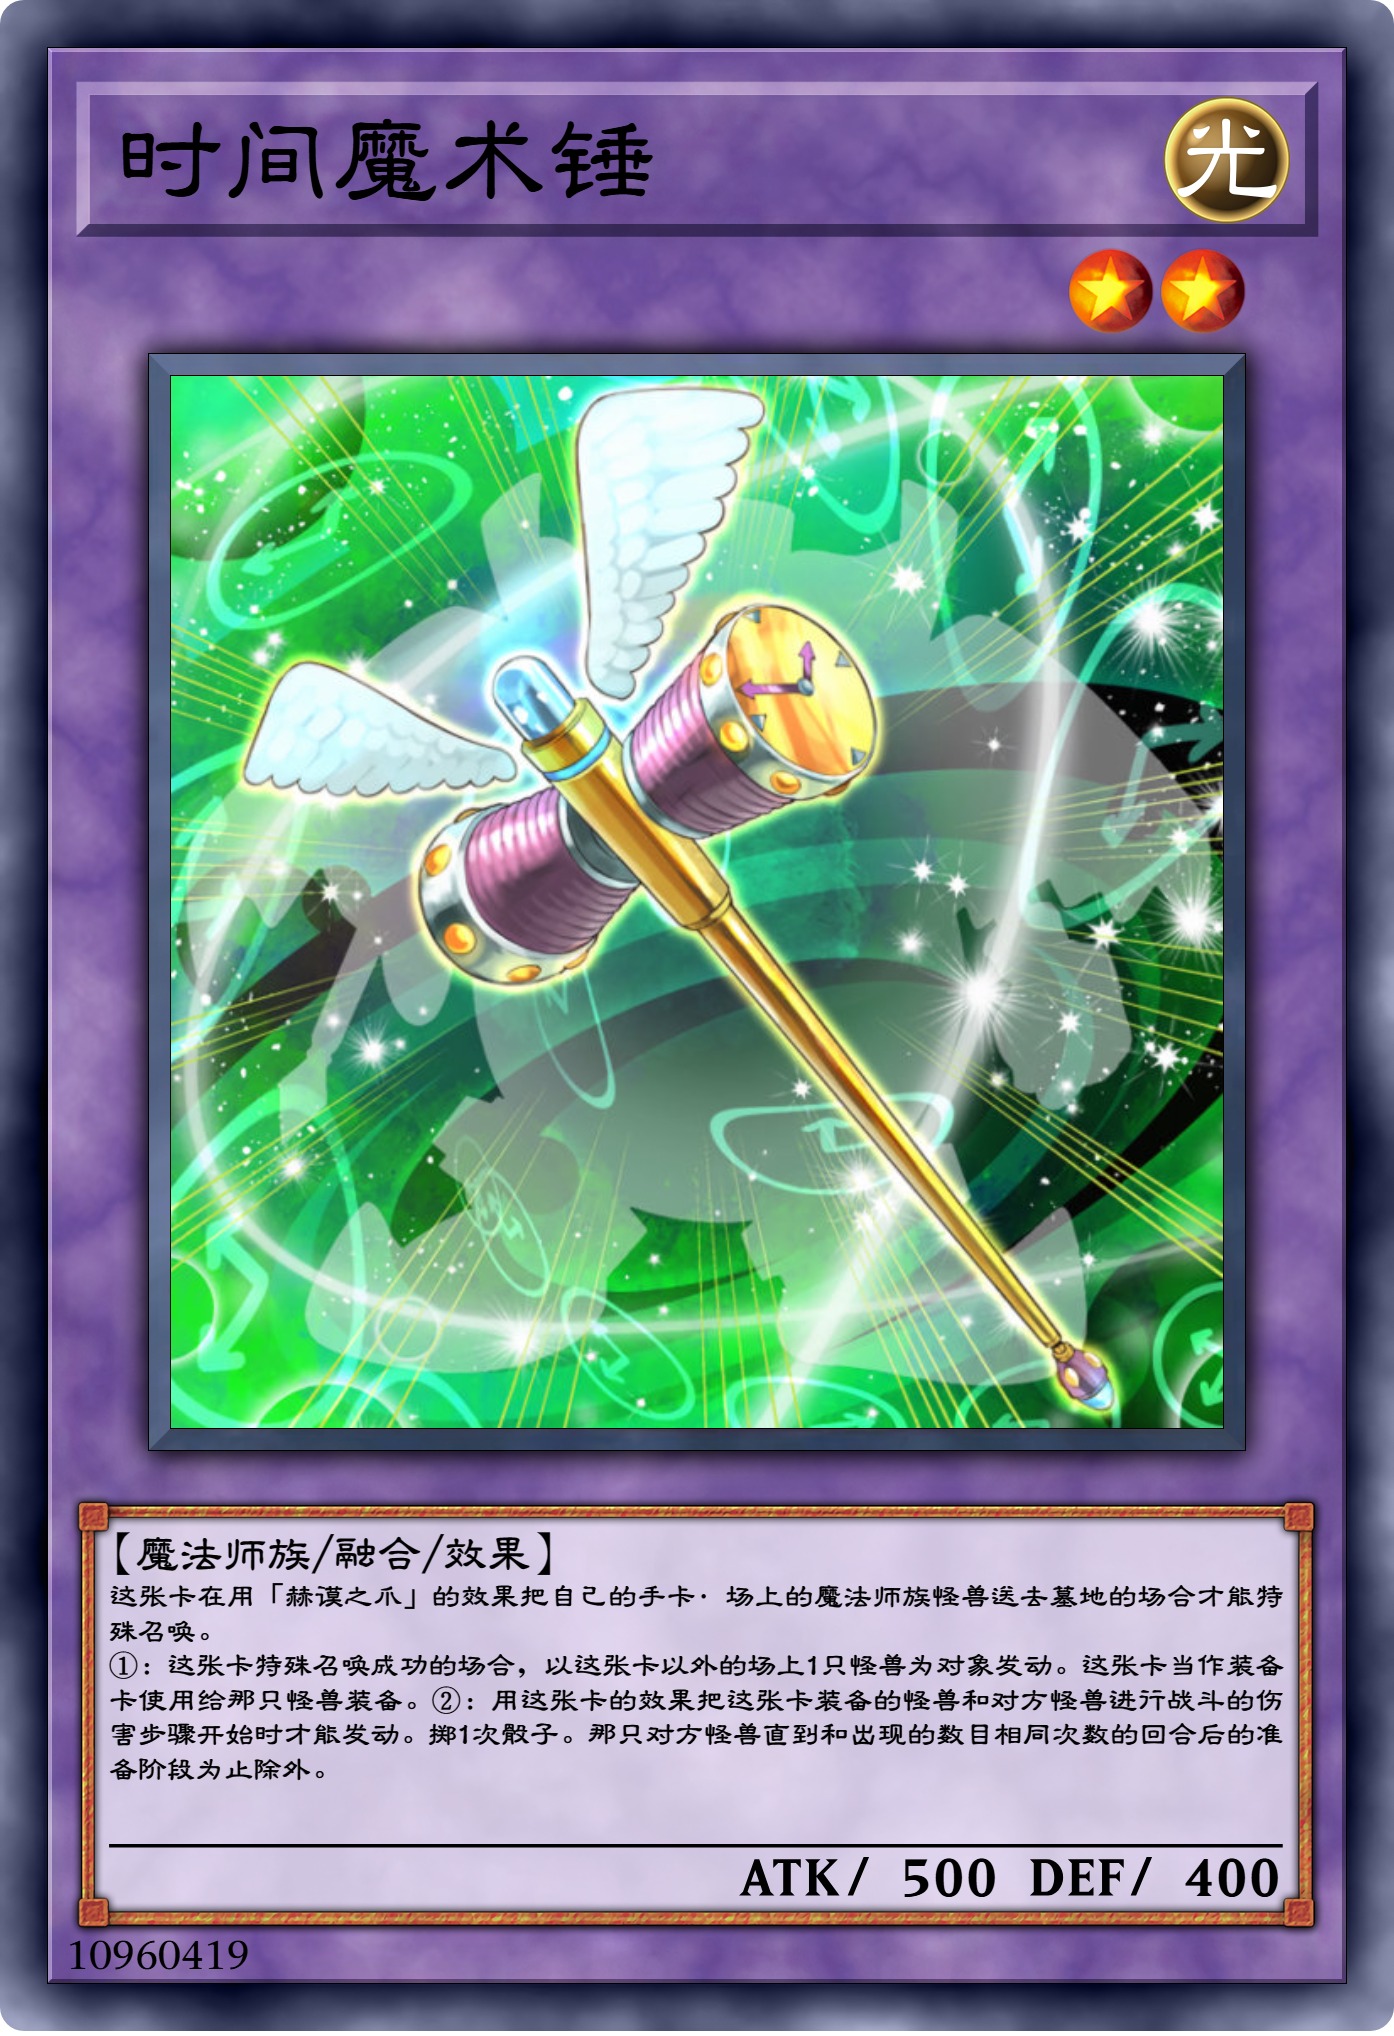 时间魔术锤
光
【魔法师族/融合/效果】
这张卡在用「赫谟之爪」的效果把自己的手卡·场上的魔法师族怪兽送去墓地的场合才能特
殊召唤。
①：这张卡特殊召唤成功的场合，以这张卡以外的场上1只怪兽为对象发动。这张卡当作装备
卡使用给那只怪兽装备。②：用这张卡的效果把这张卡装备的怪兽和对方怪兽进行战斗的伤
害步骤开始时才能发动。掷1次骰子。那只对方怪兽直到和出现的数目相同次数的回合后的准
备阶段为止除外。
ATK/ 500 DEF/ 400
10960419